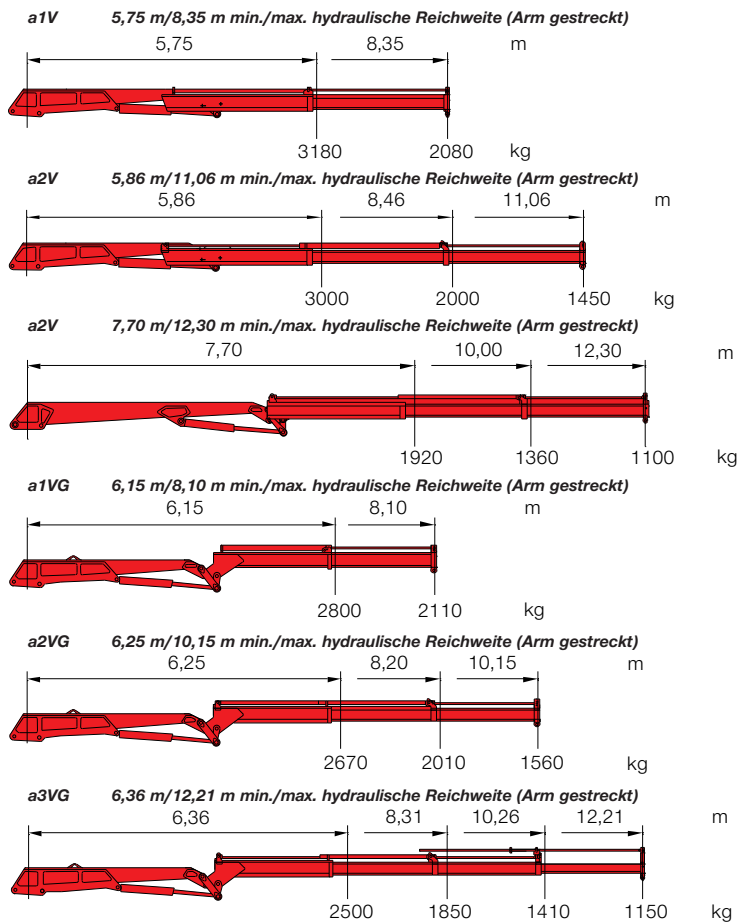 a1V 5,75 m/8,35 m min./max. hydraulische Reichweite (Arm gestreckt)
5,75 8,35 m
3180 2080 kg
a2V 5,86 m/11,06 m min./max. hydraulische Reichweite (Arm gestreckt)
5,86 8,46 11,06 m
3000 2000 1450 kg
a2V 7,70 m/12,30 m min./max. hydraulische Reichweite (Arm gestreckt)
7,70 10,00 12,30 m
1920 1360 1100 kg
a1VG 6,15 m/8,10 m min./max. hydraulische Reichweite (Arm gestreckt)
6,15 8,10 m
2800 2110 kg
a2VG 6,25 m/10,15 m min./max. hydraulische Reichweite (Arm gestreckt)
6,25 8,20 10,15 m
2670 2010 1560 kg
a3VG 6,36 m/12,21 m min./max. hydraulische Reichweite (Arm gestreckt)
6,36 8,31 10,26 12,21 m
2500 1850 1410 1150 kg